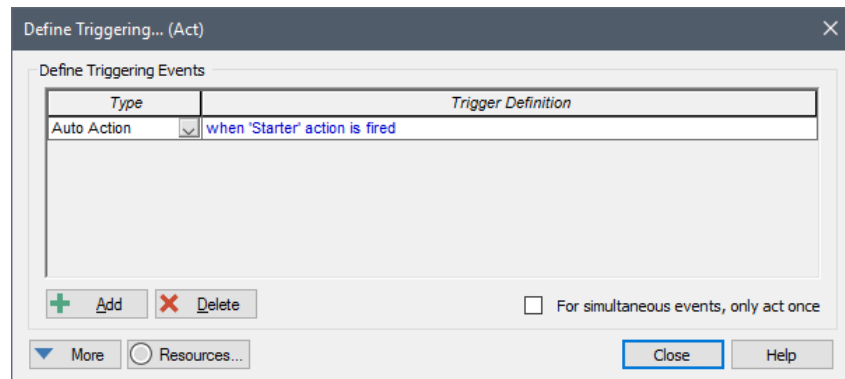 Define Triggering... (Act)
Define Triggering Events
Type Trigger Definition
Auto Action when 'Starter' action is fired
Add Delete For simultaneous events, only act once
More Resources... Close Help